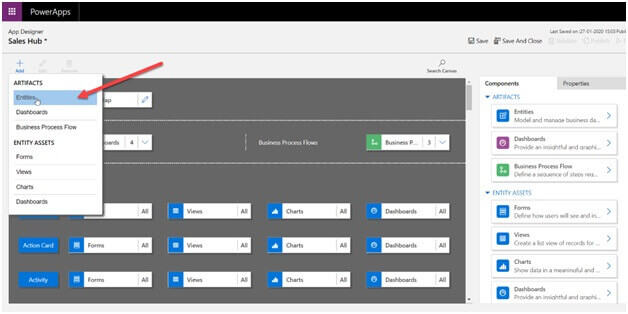 PowerApps
App Designer
Sales Hub *
Last Saved on :27-01-2020 15:03
Save
Save And Close
Validate
Publish
Add
Edit
Remove
Search Canvas
ARTIFACTS
Entities
Dashboards
Business Process Flow
ENTITY ASSETS
Forms
Views
Charts
Dashboards
4
Business Process Flows
Business P... 3
All Views All Charts All Dashboards All
Action Card Forms All Views All Charts All Dashboards All
Activity Forms All Views All Charts All Dashboards All
Components Properties
ARTIFACTS
Entities
Model and manage business da...
Dashboards
Provide an insightful and graphi...
Business Process Flow
Define a sequence of steps req...
ENTITY ASSETS
Forms
Define how users will see and in...
Views
Create a list view of records for ...
Charts
Show data in a meaningful and ...
Dashboards
Provide an insightful and graphi...